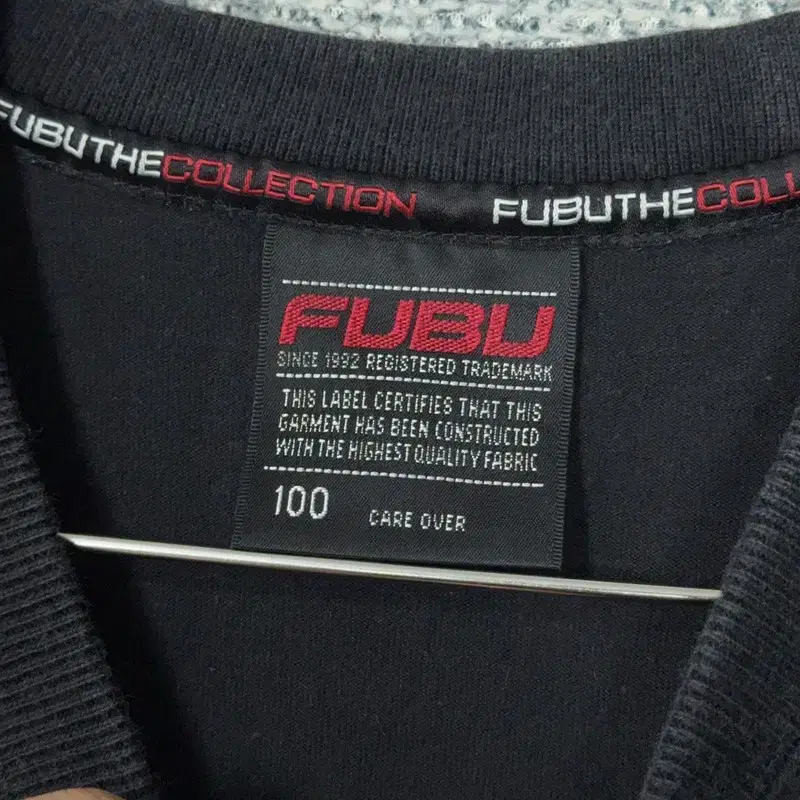 FUBUTHECOLLECTION FUBUTHECOLL
FUBU
SINCE 1992 REGISTERED TRADEMARK
THIS LABEL CERTIFIES THAT THIS
GARMENT HAS BEEN CONSTRUCTED
WITH THE HIGHEST QUALITY FABRIC
100 CARE OVER